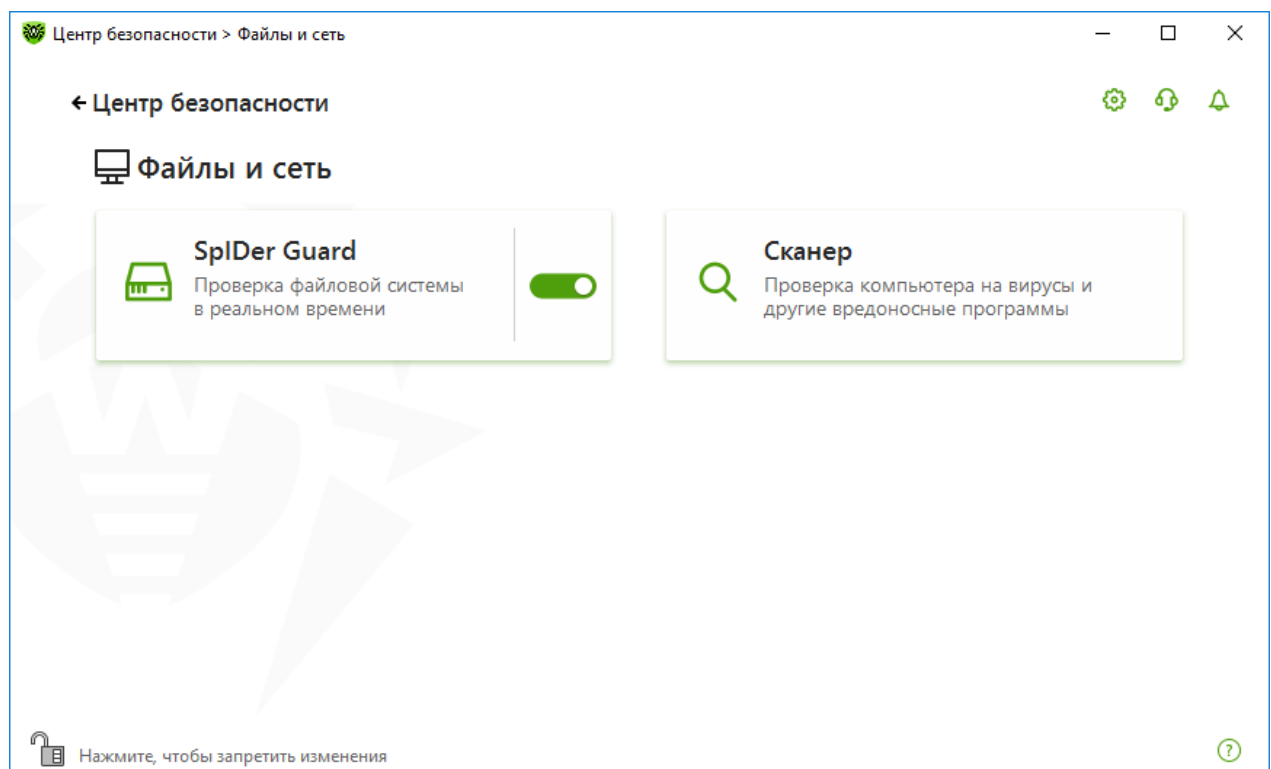 Центр безопасности > Файлы и сеть
Центр безопасности
Файлы и сеть
SpIDer Guard
Проверка файловой системы
в реальном времени
Сканер
Проверка компьютера на вирусы и
другие вредоносные программы
Нажмите, чтобы запретить изменения
?